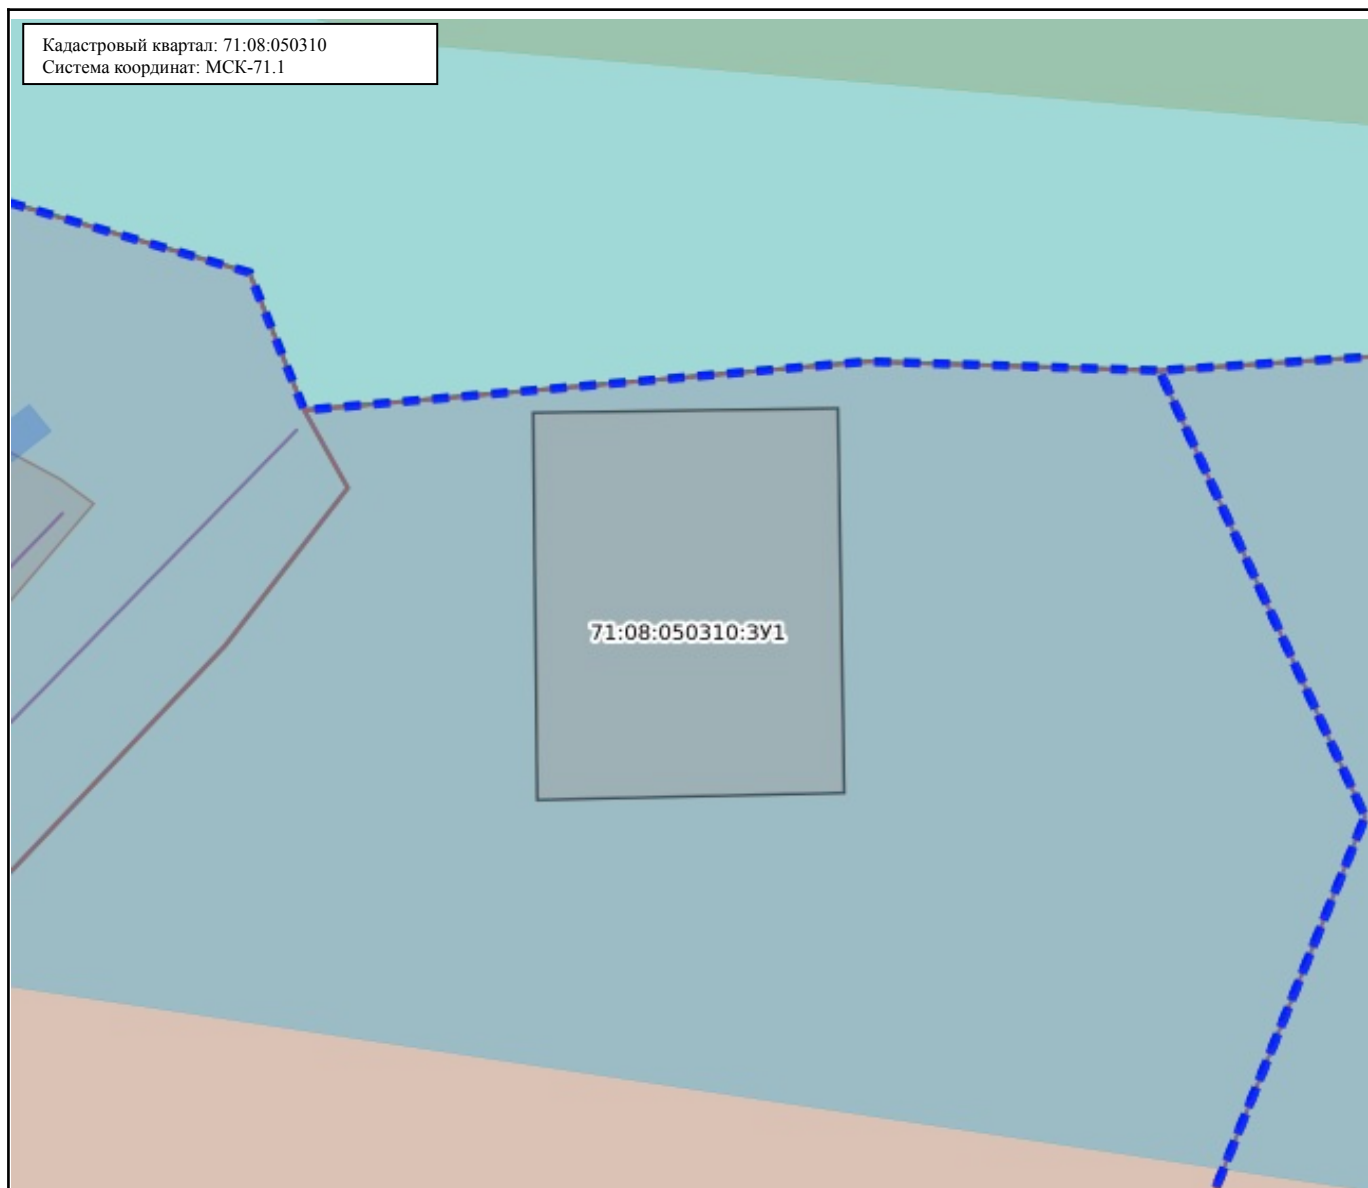 Кадастровый квартал: 71:08:050310
Система координат: МСК-71.1
71:08:050310:ЗУ1